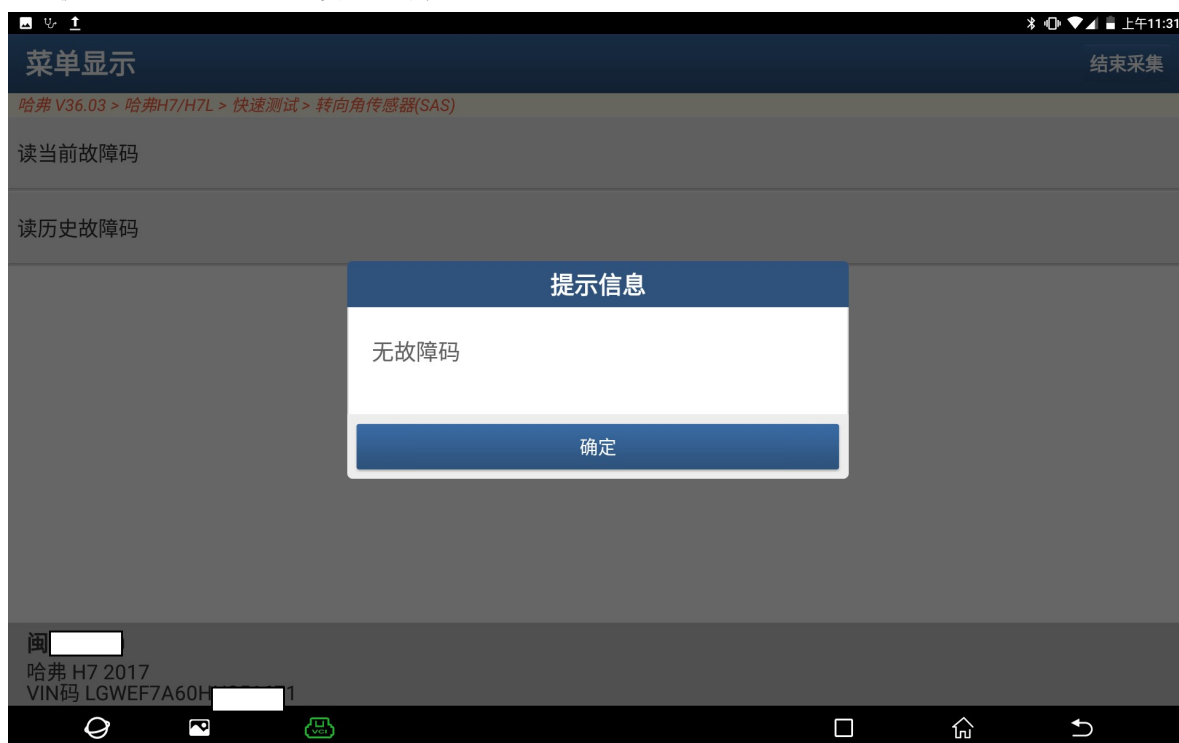 上午11:31
菜单显示
结束采集
哈弗 V36.03 > 哈弗H7/H7L > 快速测试 > 转向角传感器(SAS)
读当前故障码
读历史故障码
提示信息
无故障码
确定
闽
哈弗 H7 2017
VIN码 LGWEF7A60H
1
VCI